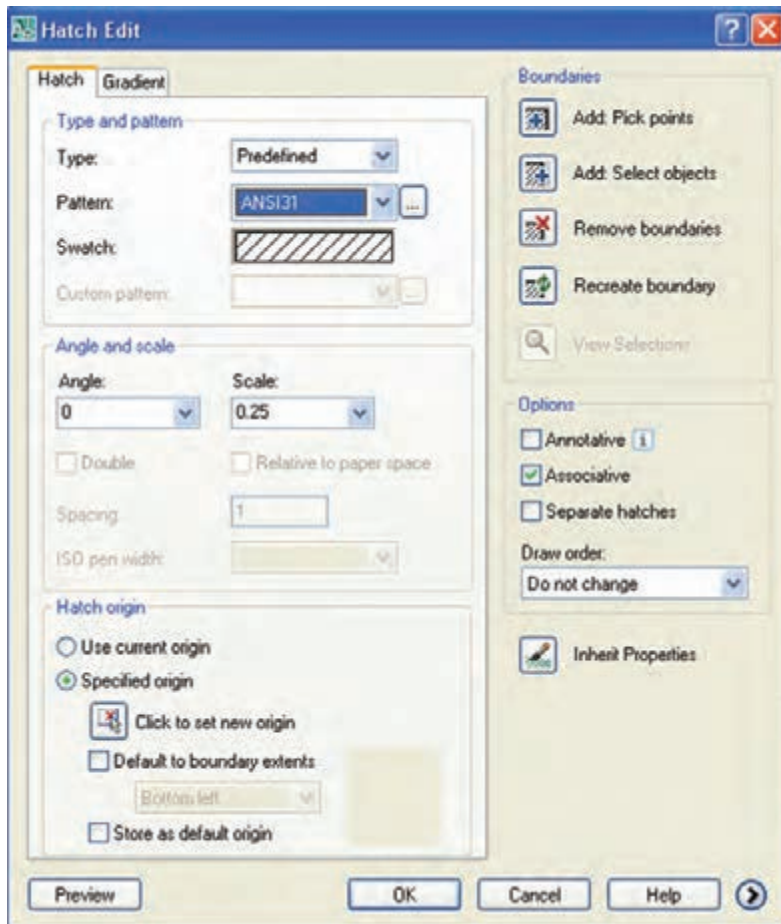 Hatch Edit
Hatch
Gradient
Type and pattern
Type:
Predefined
Pattern:
ANSI31
...
Swatch:
Custom pattern:
...
Angle and scale
Angle:
Scale:
0
0.25
Double
Relative to paper space
Spacing
1
ISO pen width:
Hatch origin
Use current origin
Specified origin
Click to set new origin
Default to boundary extents
Bottom left
Store as default origin
Boundaries
Add: Pick points
Add: Select objects
Remove boundaries
Recreate boundary
View Selections
Options
Annotative
Associative
Separate hatches
Draw order:
Do not change
Inherit Properties
Preview
OK
Cancel
Help